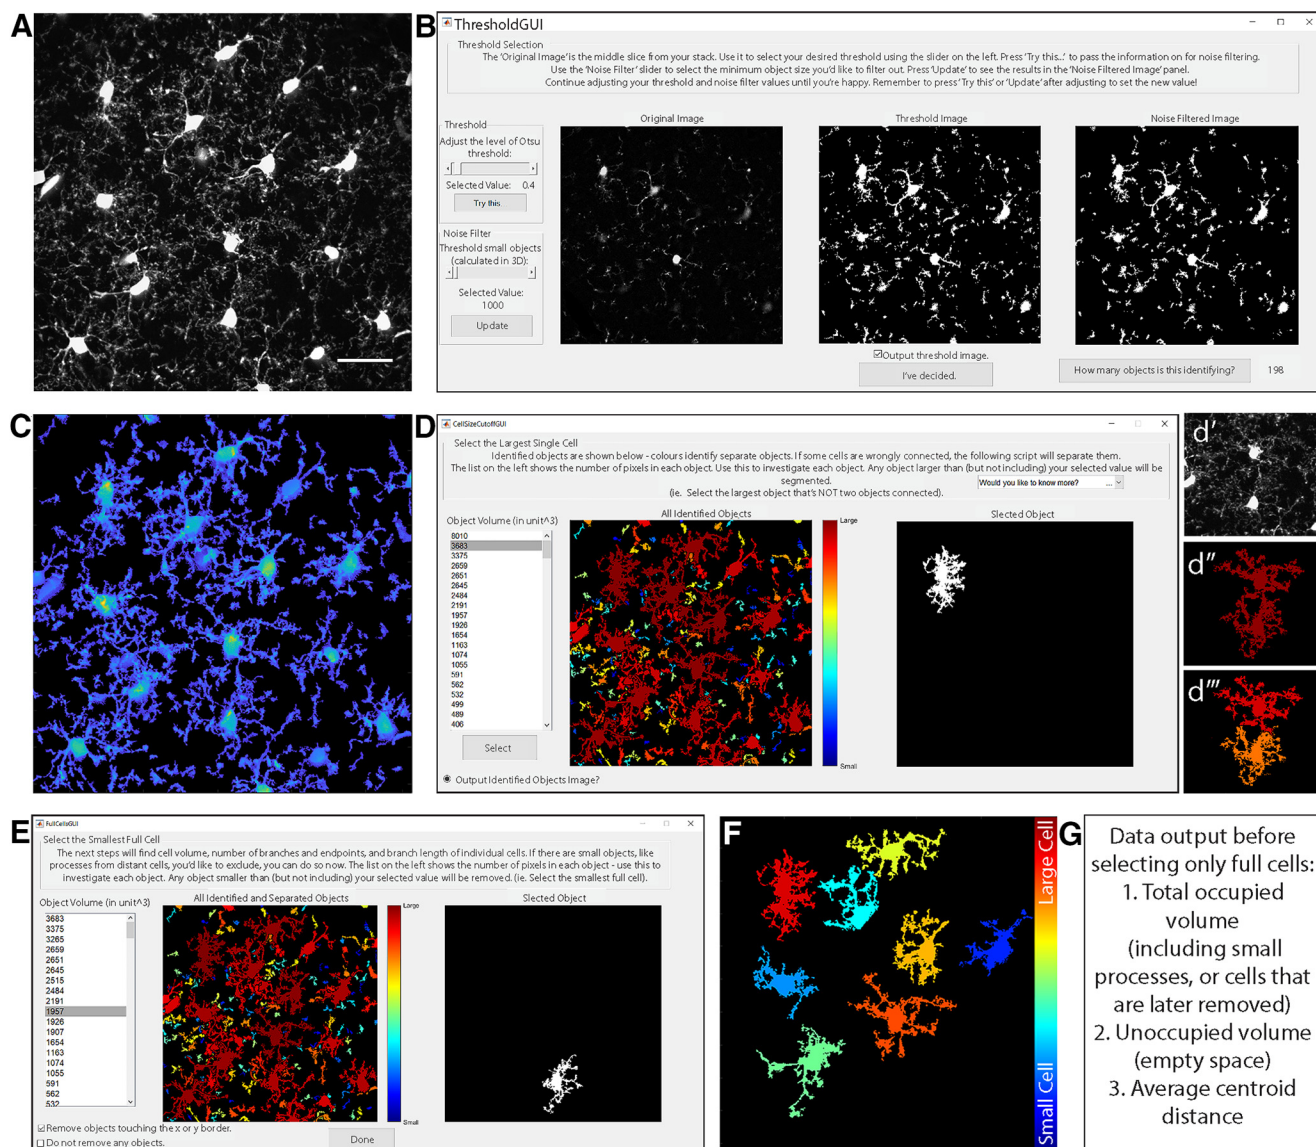 A
B
ThresholdGUI
Threshold Selection
The 'Original Image' is the middle slice from your stack. Use it to select your desired threshold using the slider on the left. Press 'Try this...' to pass the information on for noise filtering.
Use the 'Noise Filter' slider to select the minimum object size you'd like to filter out. Press 'Update' to see the results in the 'Noise Filtered Image' panel.
Continue adjusting your threshold and noise filter values until you're happy. Remember to press 'Try this' or 'Update' after adjusting to set the new value!
Threshold
Adjust the level of Otsu
threshold:
Selected Value: 0.4
Try this.
Noise Filter
Threshold small objects
(calculated in 3D):
Selected Value:
1000
Update
Original Image
Threshold Image
Noise Filtered Image
Output threshold image.
I've decided.
How many objects is this identifying?
198
C
D
CellSizeCutoffGUI
Select the Largest Single Cell
Identified objects are shown below - colours identify separate objects. If some cells are wrongly connected, the following script will separate them.
The list on the left shows the number of pixels in each object. Use this to investigate each object. Any object larger than (but not including) your selected value will be
segmented.
(ie. Select the largest object that's NOT two objects connected).
Would you like to know more? ...
Object Volume (in unit^3)
8010
3683
3375
2659
2651
2645
2484
2191
1957
1926
1654
1163
1074
1055
591
562
532
499
489
406
Select
Output Identified Objects Image?
All Identified Objects
Large
Small
Slected Object
d'
d''
d'''
E
FullCellsGUI
Select the Smallest Full Cell
The next steps will find cell volume, number of branches and endpoints, and branch length of individual cells. If there are small objects, like
processes from distant cells, you'd like to exclude, you can do so now. The list on the left shows the number of pixels in each object - use this to
investigate each object. Any object smaller than (but not including) your selected value will be removed. (ie. Select the smallest full cell).
Object Volume (in unit^3)
3683
3375
3265
2659
2651
2645
2515
2484
2191
1957
1926
1907
1654
1163
1074
1055
591
562
532
Remove objects touching the x or y border.
Do not remove any objects.
All Identified and Separated Objects
Large
Small
Slected Object
Done
F
Large Cell
Small Cell
G
Data output before
selecting only full cells:
1. Total occupied
volume
(including small
processes, or cells that
are later removed)
2. Unoccupied volume
(empty space)
3. Average centroid
distance